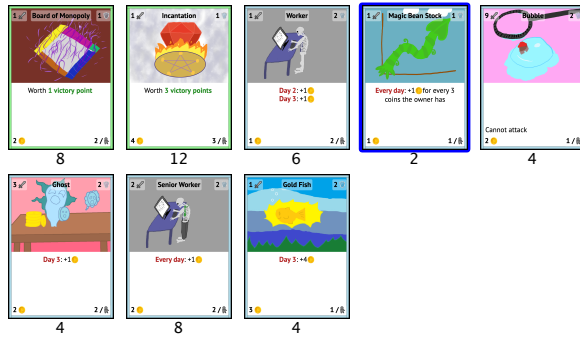 1 Board of Monopoly 1
Worth 1 victory point
2 2 /
8
1 Incantation 1
Worth 3 victory points
4 3 /
12
1 Worker 2
Day 2: +1
Day 3: +1
1 2 /
6
1 Magic Bean Stock 1
Every day: +1 for every 3
coins the owner has
1 1 /
2
9 Bubble 2
Cannot attack
2 1 /
4
3 Ghost 2
Day 3: +1
2 2 /
4
2 Senior Worker 2
Every day: +1
2 2 /
8
1 Gold Fish 2
Day 3: +4
3 1 /
4